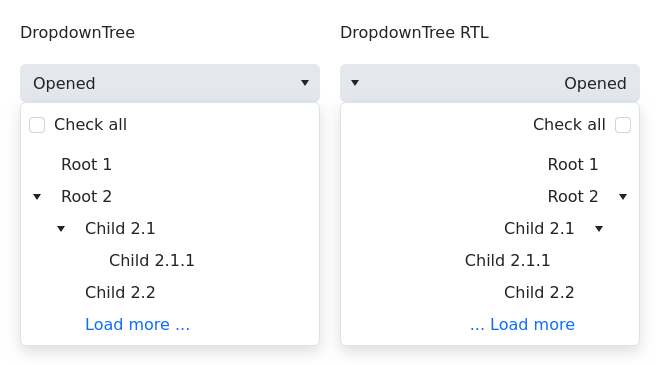 DropdownTree
Opened
Check all
Root 1
Root 2
Child 2.1
Child 2.1.1
Child 2.2
Load more ...
DropdownTree RTL
Opened
Check all
Root 1
Root 2
Child 2.1
Child 2.1.1
Child 2.2
... Load more